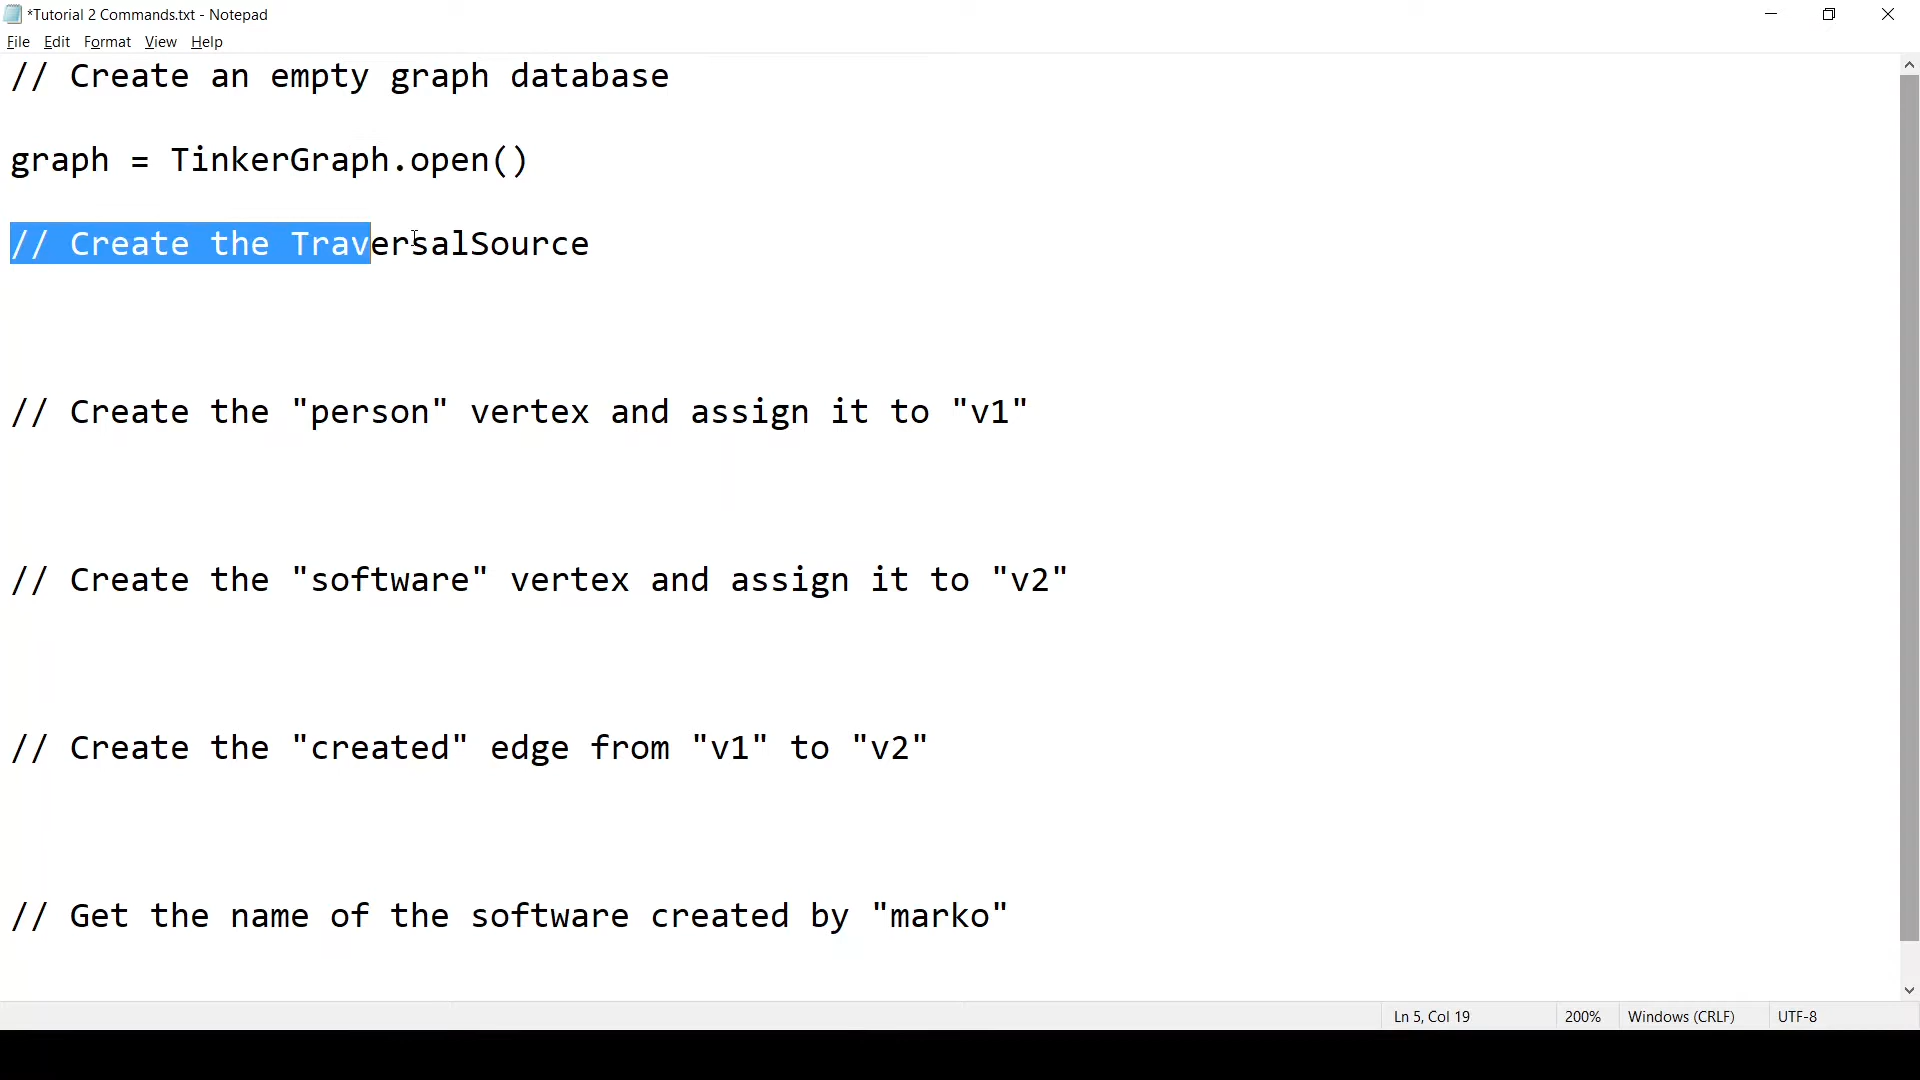 *Tutorial 2 Commands.txt - Notepad
File Edit Format View Help
// Create an empty graph database
graph = TinkerGraph.open()
// Create the TraversalSource
// Create the "person" vertex and assign it to "v1"
// Create the "software" vertex and assign it to "v2"
// Create the "created" edge from "v1" to "v2"
// Get the name of the software created by "marko"
Ln 5, Col 19 200% Windows (CRLF) UTF-8